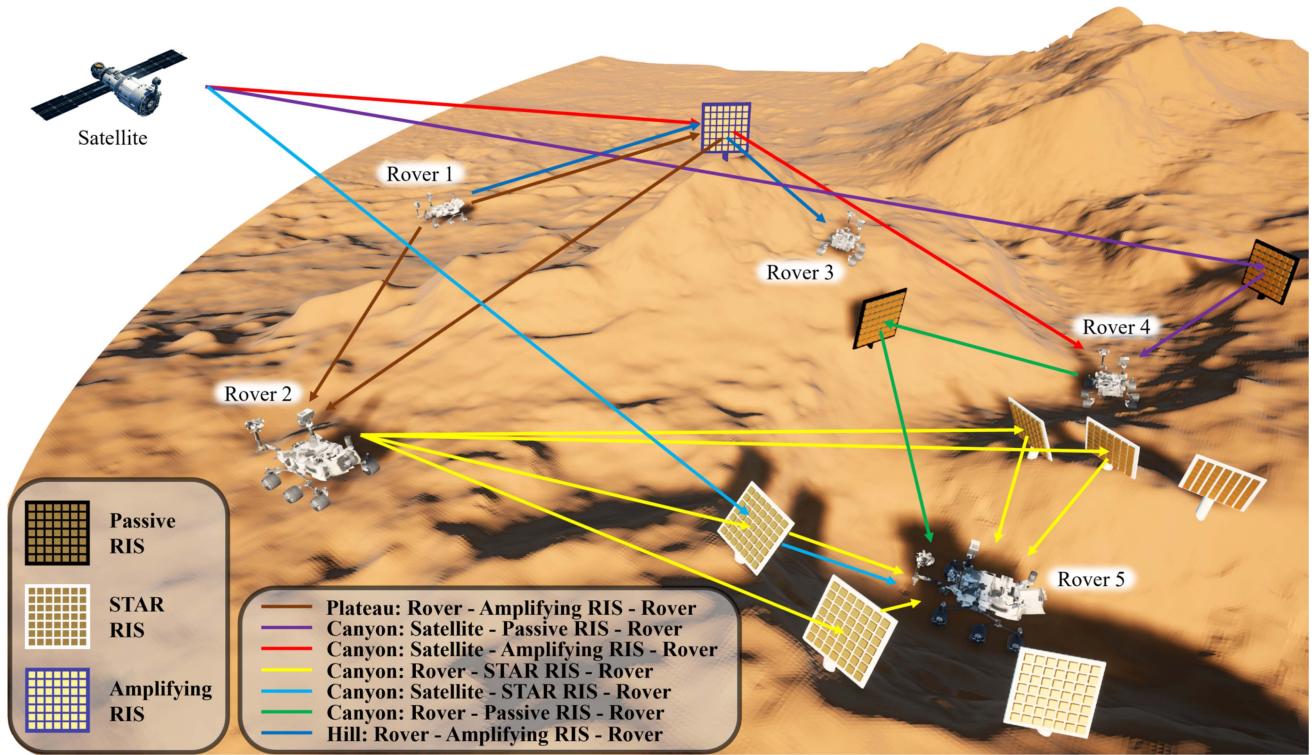 Satellite
Rover 1
Rover 3
Rover 4
Rover 2
Rover 5
Passive
RIS
STAR
RIS
Amplifying
RIS
Plateau: Rover - Amplifying RIS - Rover
Canyon: Satellite - Passive RIS - Rover
Canyon: Satellite - Amplifying RIS - Rover
Canyon: Rover - STAR RIS - Rover
Canyon: Satellite - STAR RIS - Rover
Canyon: Rover - Passive RIS - Rover
Hill: Rover - Amplifying RIS - Rover